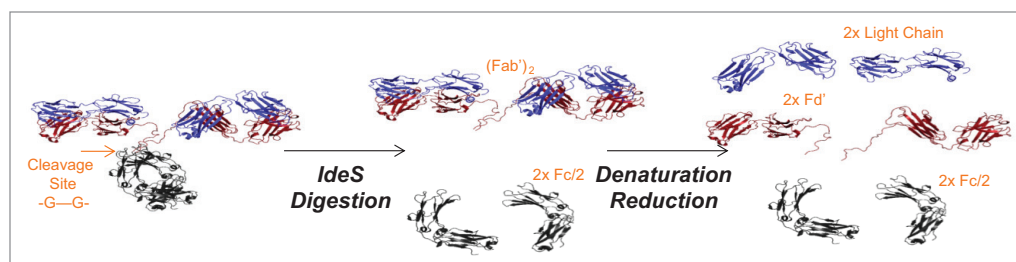 Cleavage
Site
-G—G-
IdeS
Digestion
(Fab')2
2x Fc/2
Denaturation
Reduction
2x Light Chain
2x Fd'
2x Fc/2